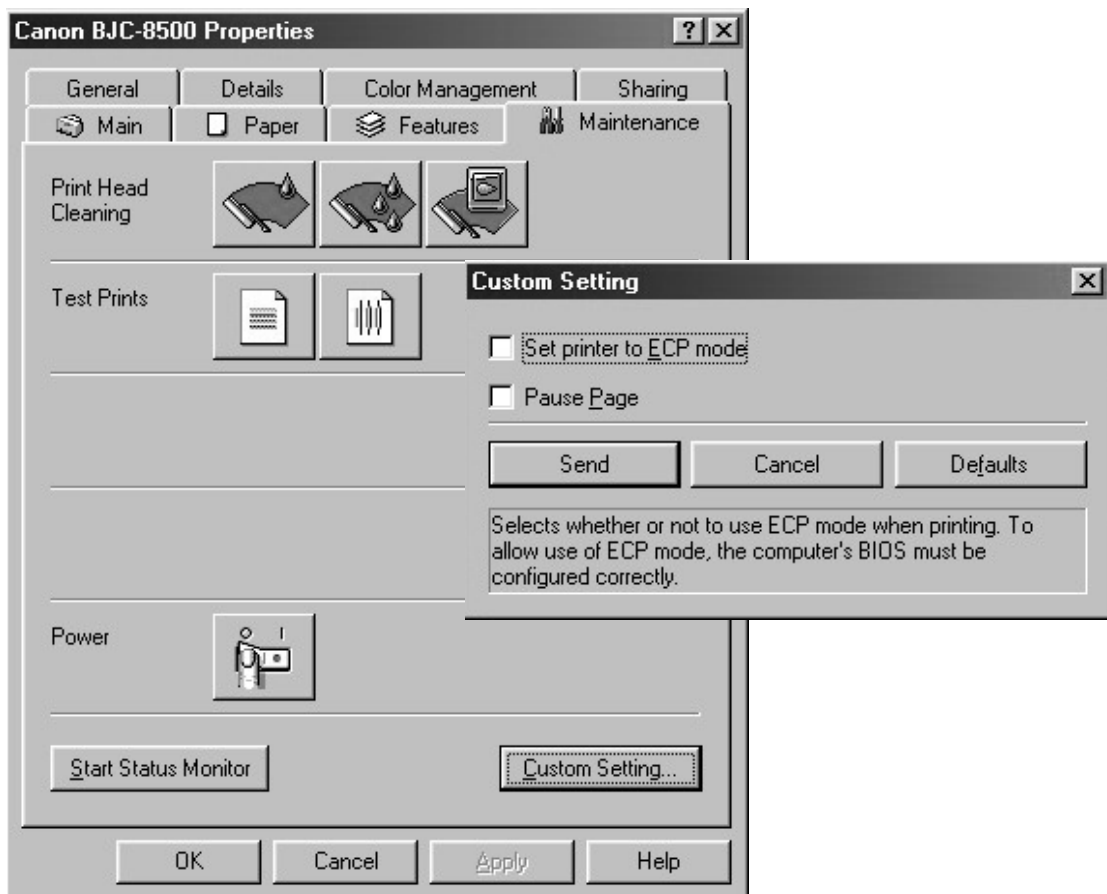 Canon BJC-8500 Properties
General Details Color Management Sharing
Main Paper Features Maintenance
Print Head
Cleaning
Test Prints
Power
Start Status Monitor Custom Setting...
OK Cancel Apply Help
Custom Setting
Set printer to ECP mode
Pause Page
Send Cancel Defaults
Selects whether or not to use ECP mode when printing. To
allow use of ECP mode, the computer's BIOS must be
configured correctly.